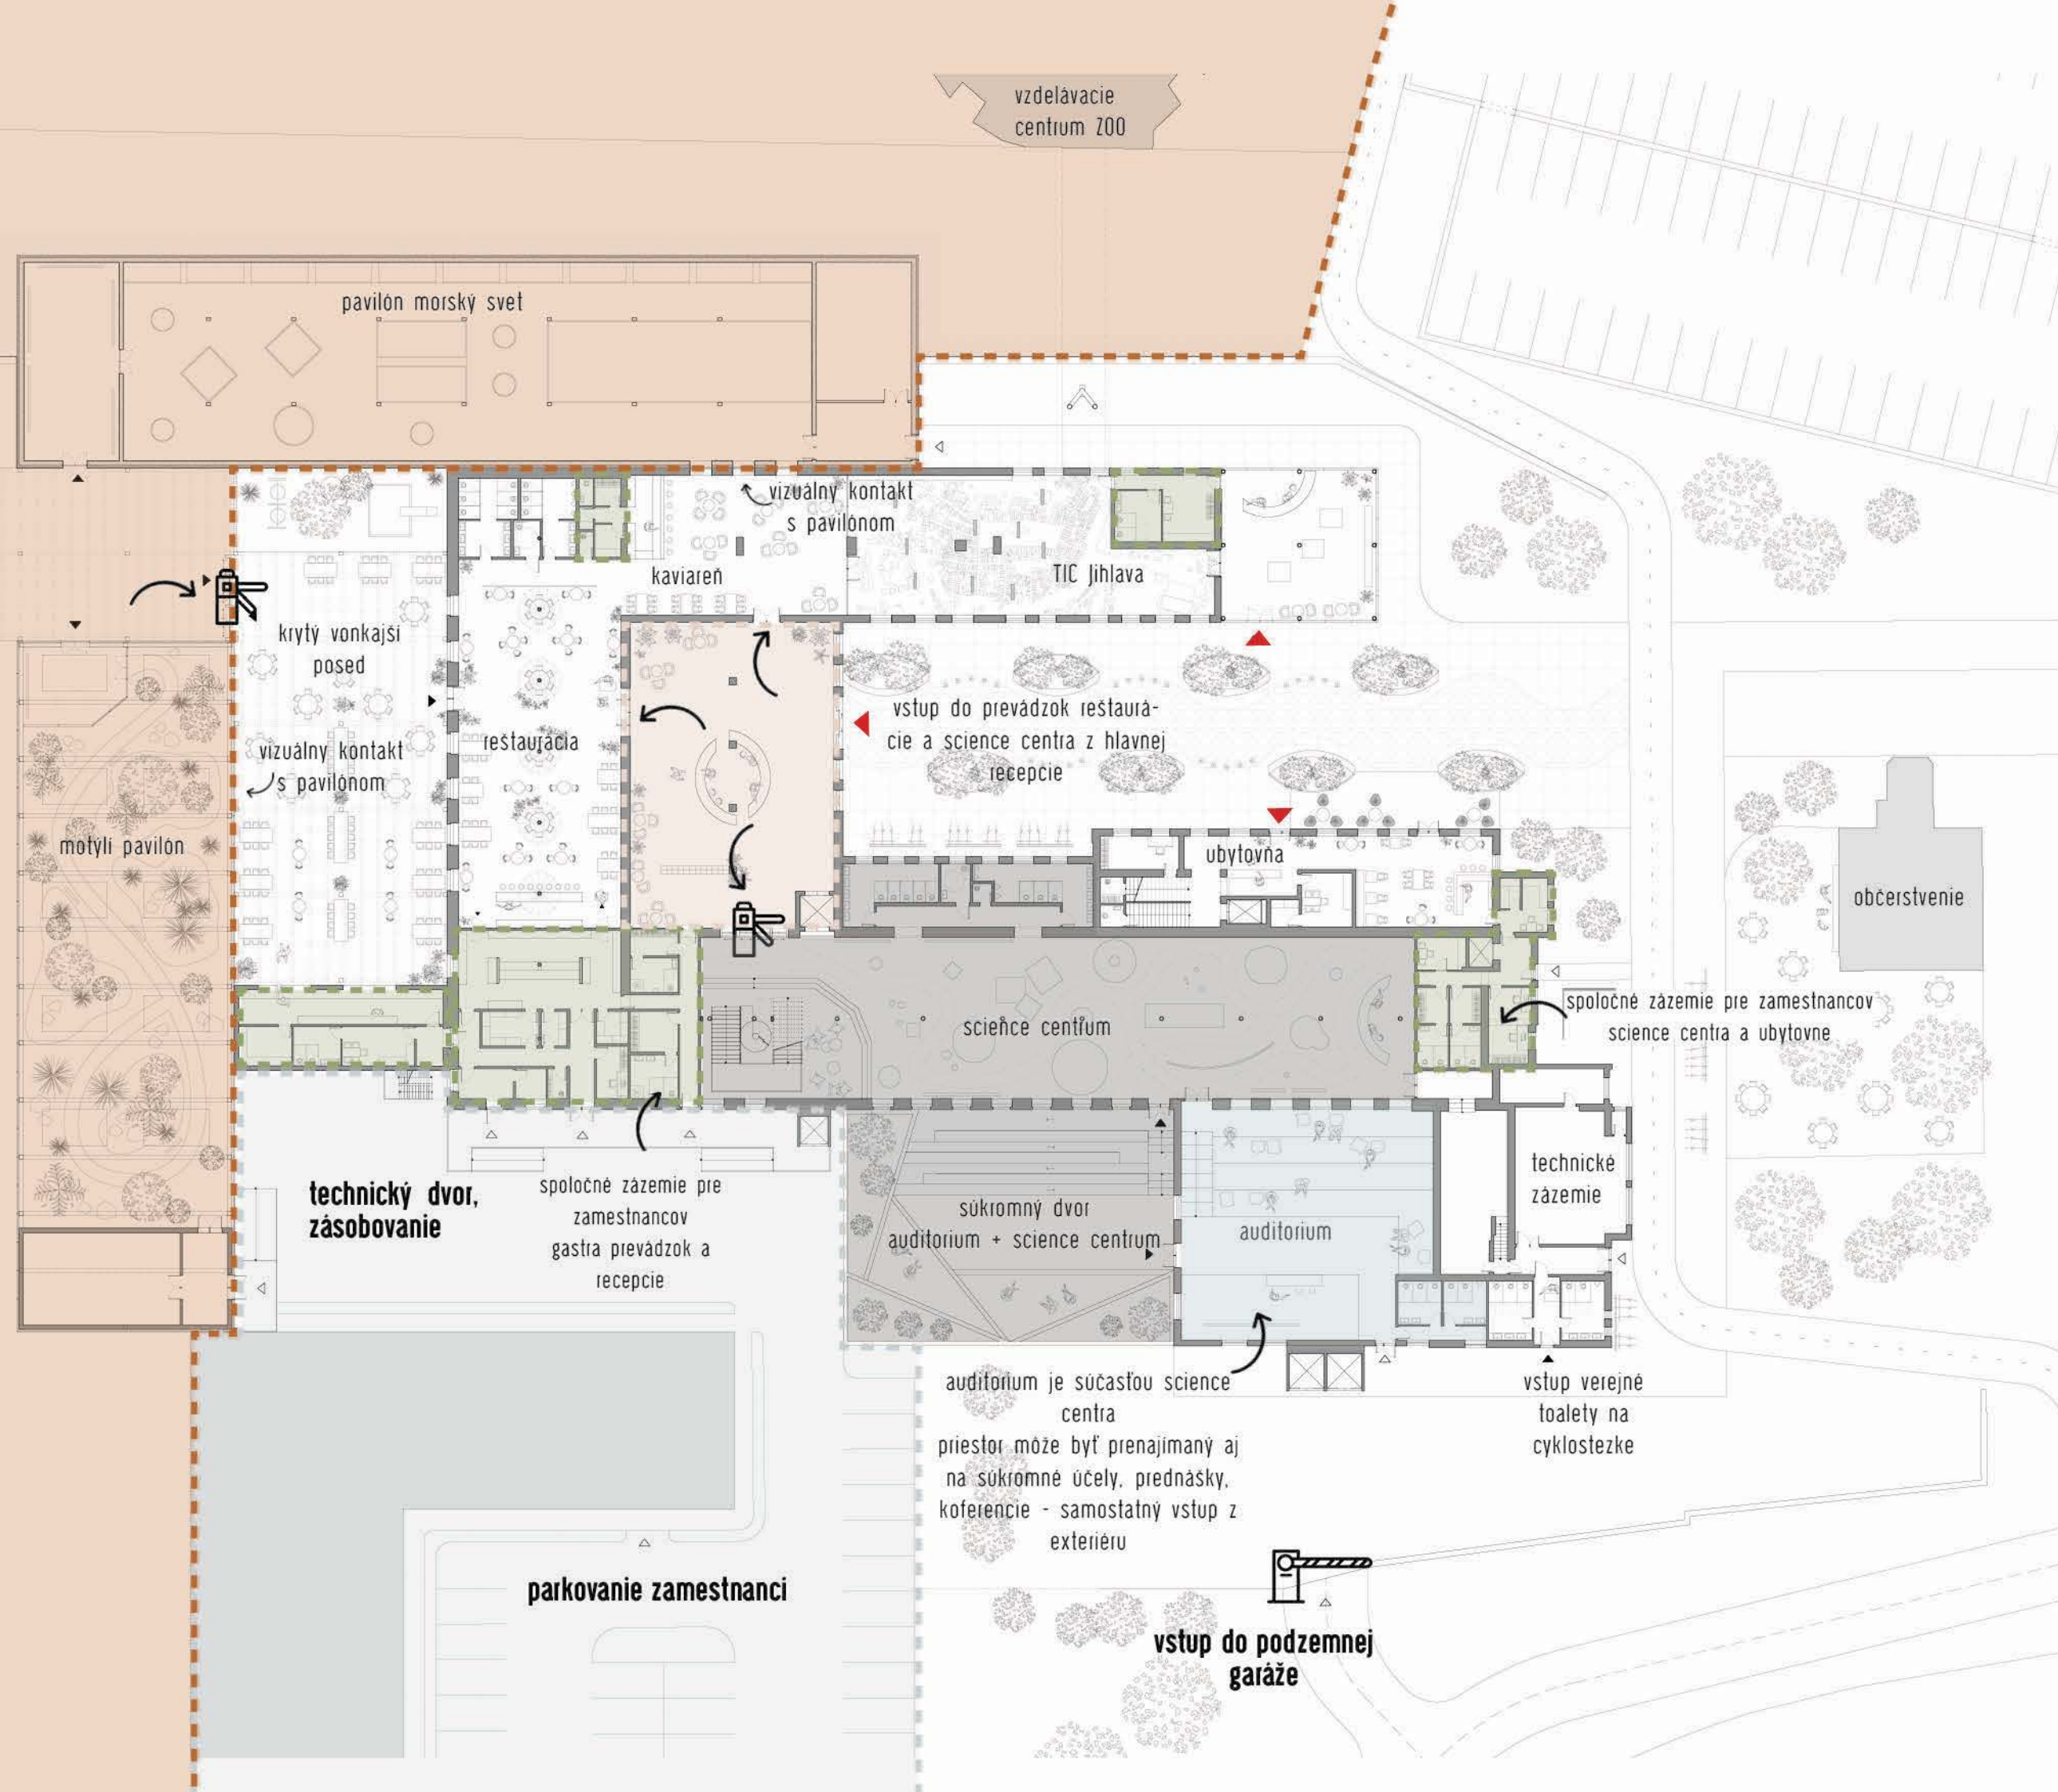 vzdelávacie
centrum ZOO
pavilón morský svet
vizuálny kontakt
s pavilónom
kaviareň
TIC Jihlava
krytý vonkajší
posed
vizuálny kontakt
s pavilónom
reštaurácia
vstup do prevádzok reštaurá-
cie a science centra z hlavnej
recepcie
motýlí pavilón
ubytovňa
občerstvenie
science centrum
spoločné zázemie pre zamestnancov
science centra a ubytovne
technický dvor,
zásobovanie
spoločné zázemie pre
zamestnancov
gastra prevádzok a
recepcie
súkromný dvor
auditorium + science centrum
auditorium
technické
zázemie
auditorium je súčasťou science
centra
priestor môže byť prenajímaný aj
na súkromné účely, prednášky,
koferencie - samostatný vstup z
exteriéru
vstup verejné
toalety na
cyklostezke
parkovanie zamestnanci
vstup do podzemnej
garáže